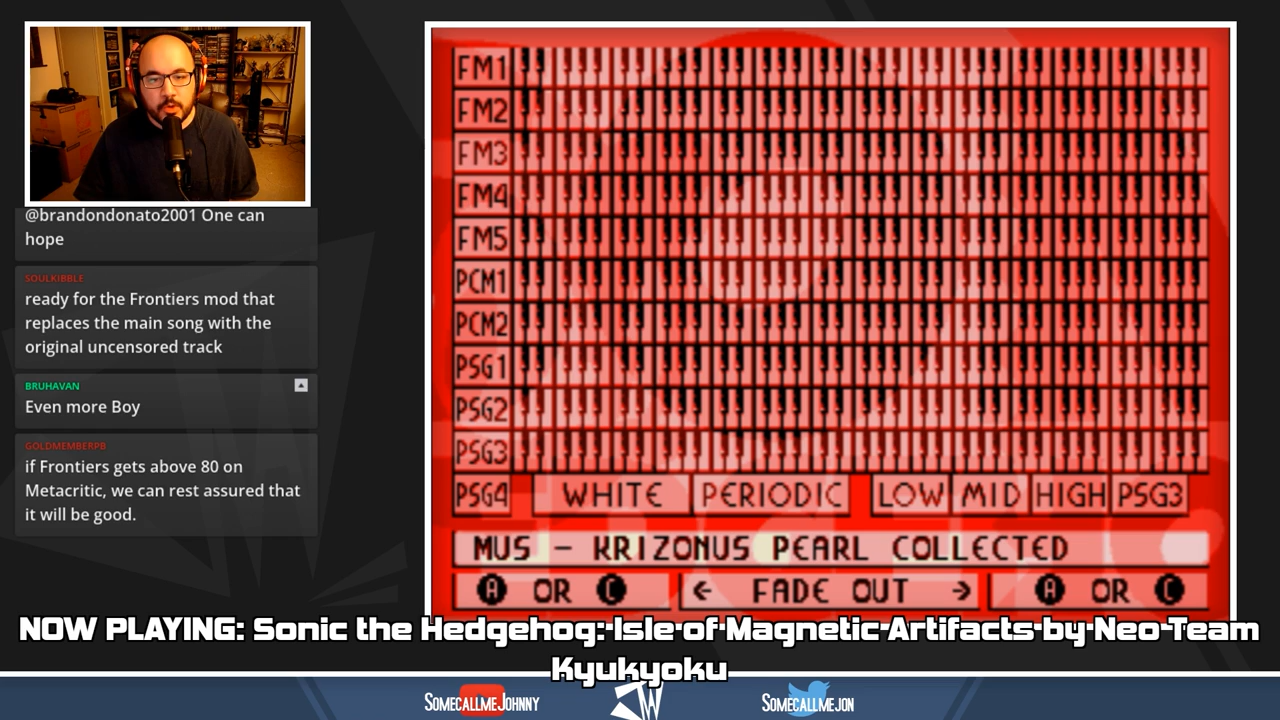 @brandondonato2001 One can
hope
SOULKIBBLE
ready for the Frontiers mod that
replaces the main song with the
original uncensored track
BRUHAVAN
Even more Boy
GOLDMEMBERPB
if Frontiers gets above 80 on
Metacritic, we can rest assured that
it will be good.
FM1
FM2
FM3
FM4
FM5
PCM1
PCM2
PSG1
PSG2
PSG3
PSG4 WHITE PERIODIC LOW MID HIGH PSG3
MUS - KRIZONUS PEARL COLLECTED
A OR C ← FADE OUT → A OR C
NOW PLAYING: Sonic the Hedgehog: Isle of Magnetic Artifacts by Neo Team
Kyukyoku
SOMECALLMEJOHNNY SOMECALLMEJON